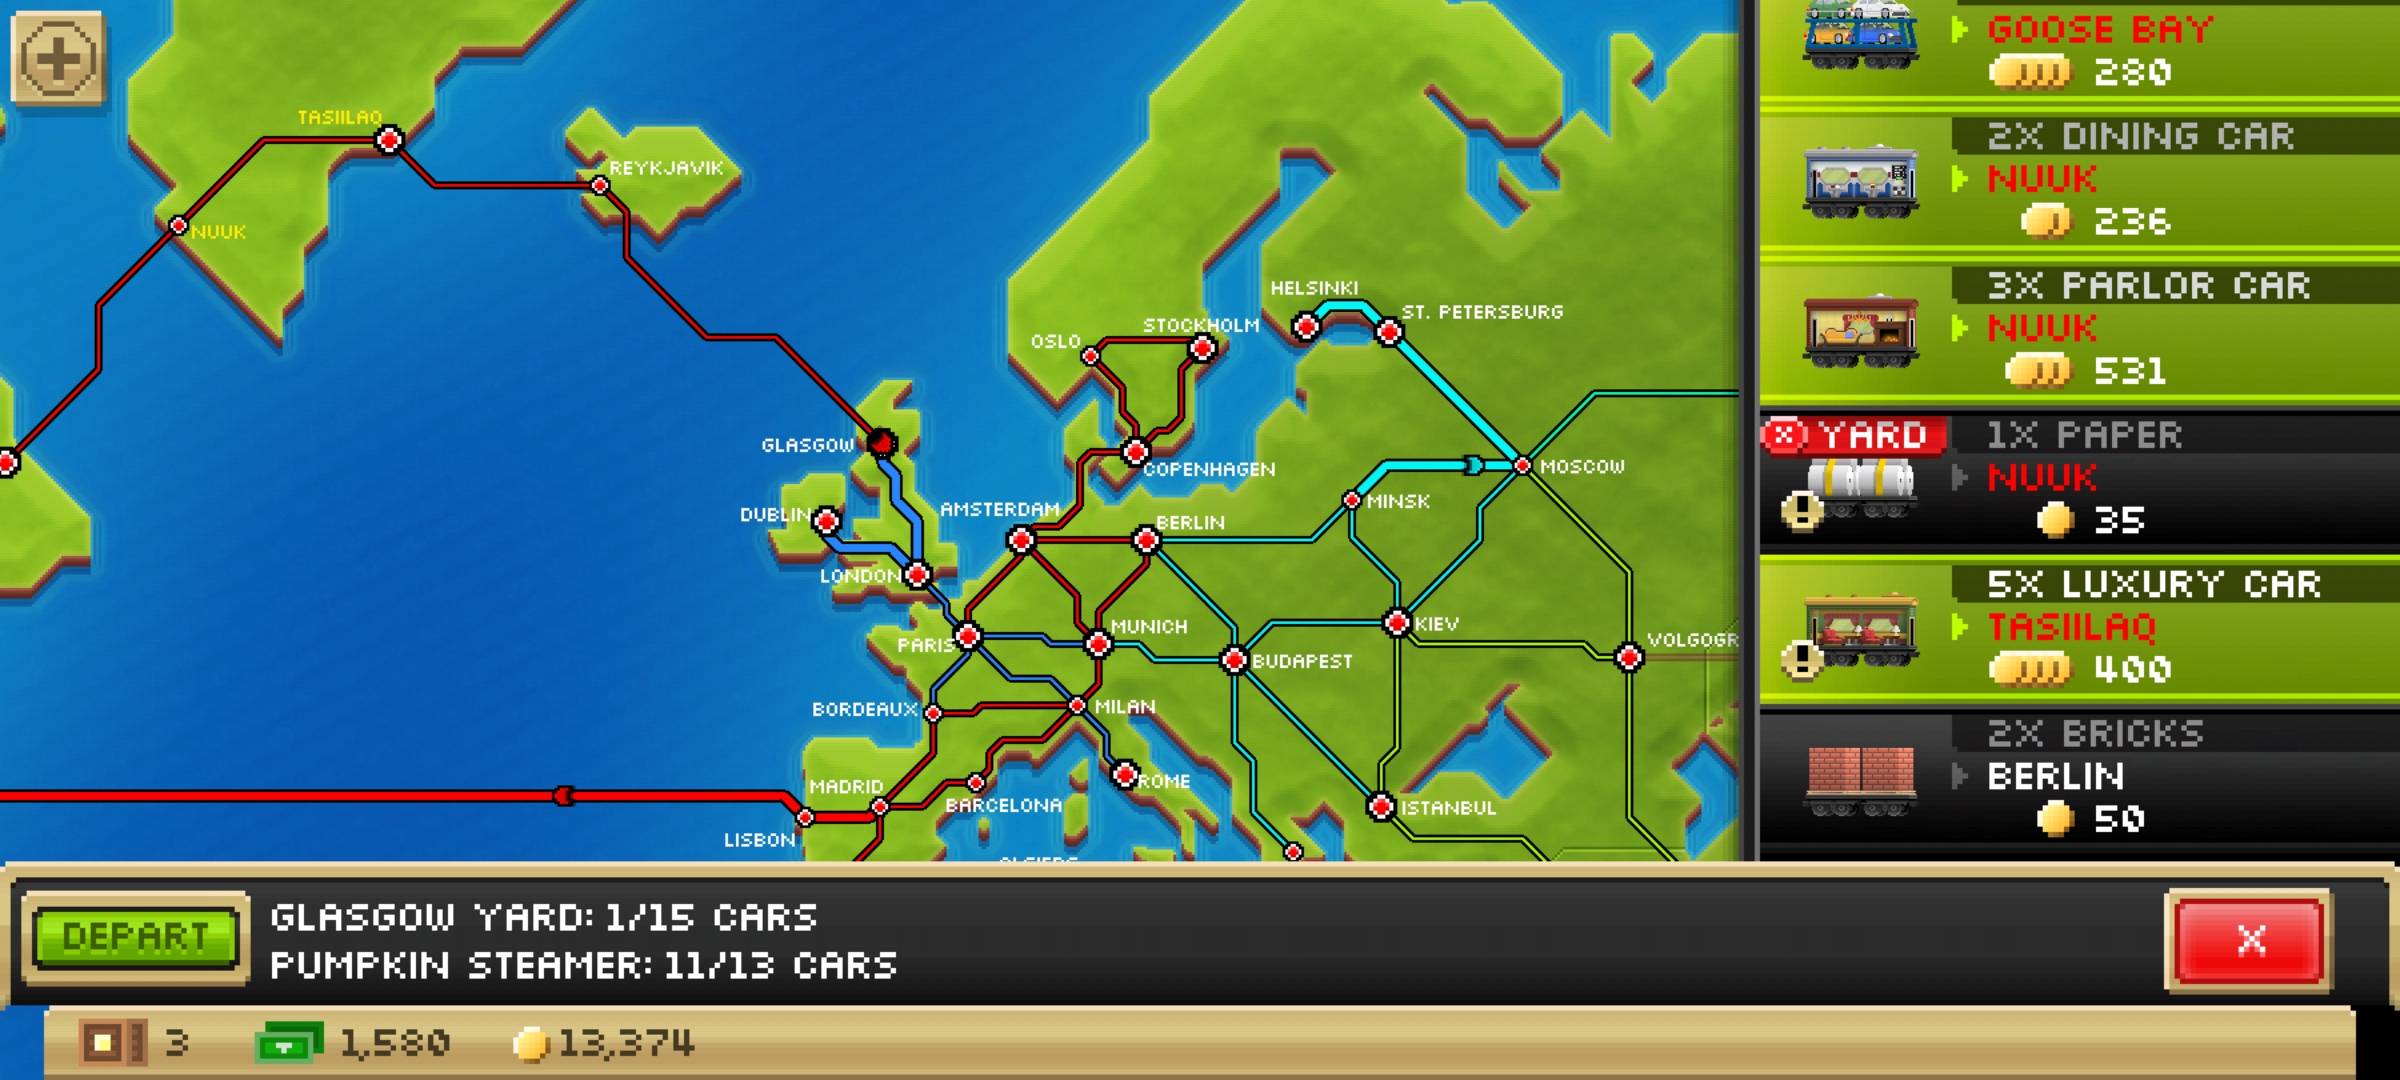 TASIILAQ
REYKJAVIK
NUUK
HELSINKI
ST. PETERSBURG
STOCKHOLM
OSLO
GLASGOW
COPENHAGEN
MOSCOW
MINSK
DUBLIN
AMSTERDAM
BERLIN
LONDON
PARIS
MUNICH
KIEV
VOLGOGR
BUDAPEST
BORDEAUX
MILAN
MADRID
BARCELONA
ROME
ISTANBUL
LISBON
GOOSE BAY
280
2X DINING CAR
NUUK
236
3X PARLOR CAR
NUUK
531
YARD
1X PAPER
NUUK
35
5X LUXURY CAR
TASIILAQ
400
2X BRICKS
BERLIN
50
DEPART
GLASGOW YARD: 1/15 CARS
PUMPKIN STEAMER: 11/13 CARS
X
3
1,580
13,374